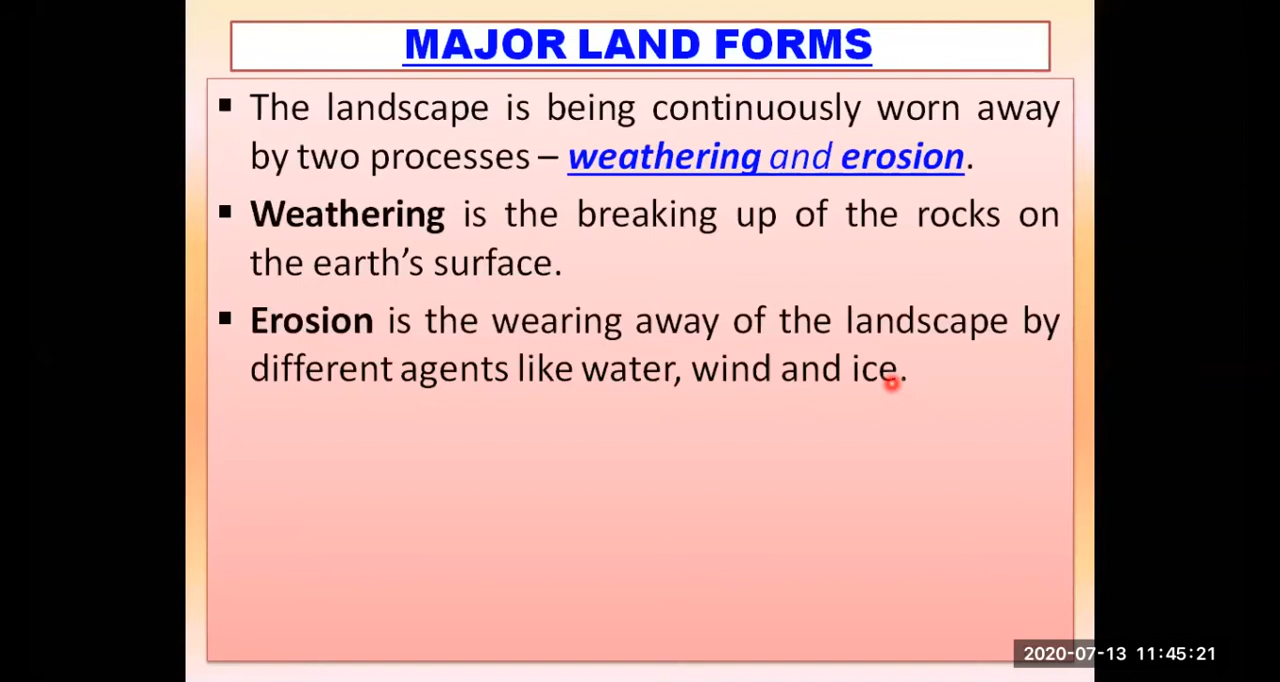 MAJOR LAND FORMS
▪ The landscape is being continuously worn away
by two processes – weathering and erosion.
▪ Weathering is the breaking up of the rocks on
the earth’s surface.
▪ Erosion is the wearing away of the landscape by
different agents like water, wind and ice.
2020-07-13 11:45:21